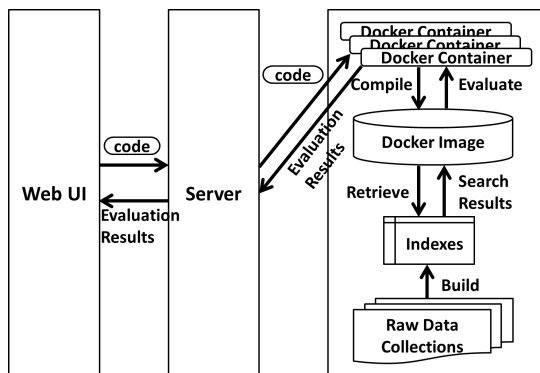 Web UI
code
Evaluation
Results
Server
code
Evaluation
Results
Docker Container
Docker Container
Docker Container
Compile
Evaluate
Docker Image
Retrieve
Search
Results
Indexes
Build
Raw Data
Collections